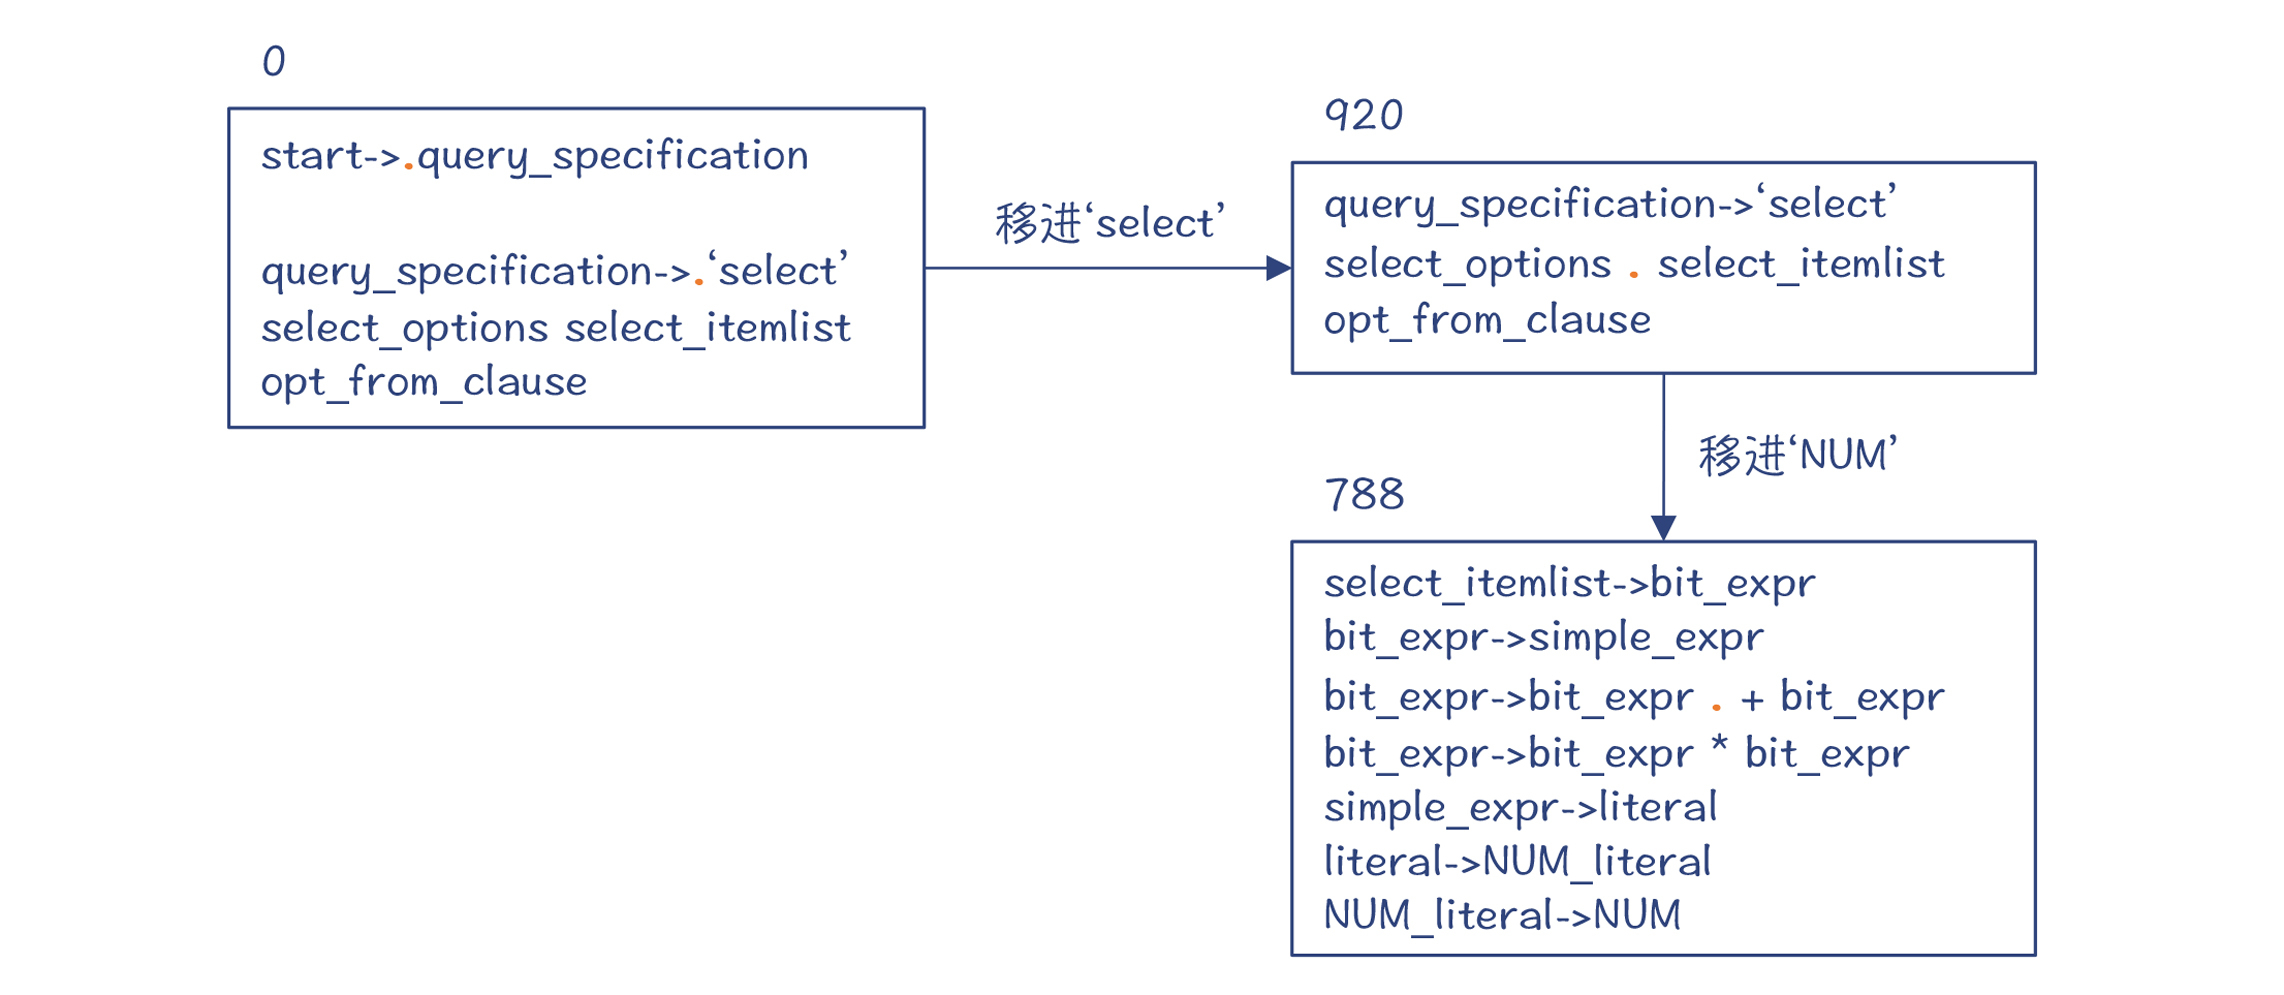 0
start->.query_specification
query_specification->.‘select’
select_options select_itemlist
opt_from_clause
移进‘select’
920
query_specification->‘select’
select_options . select_itemlist
opt_from_clause
移进‘NUM’
788
select_itemlist->bit_expr
bit_expr->simple_expr
bit_expr->bit_expr . + bit_expr
bit_expr->bit_expr * bit_expr
simple_expr->literal
literal->NUM_literal
NUM_literal->NUM